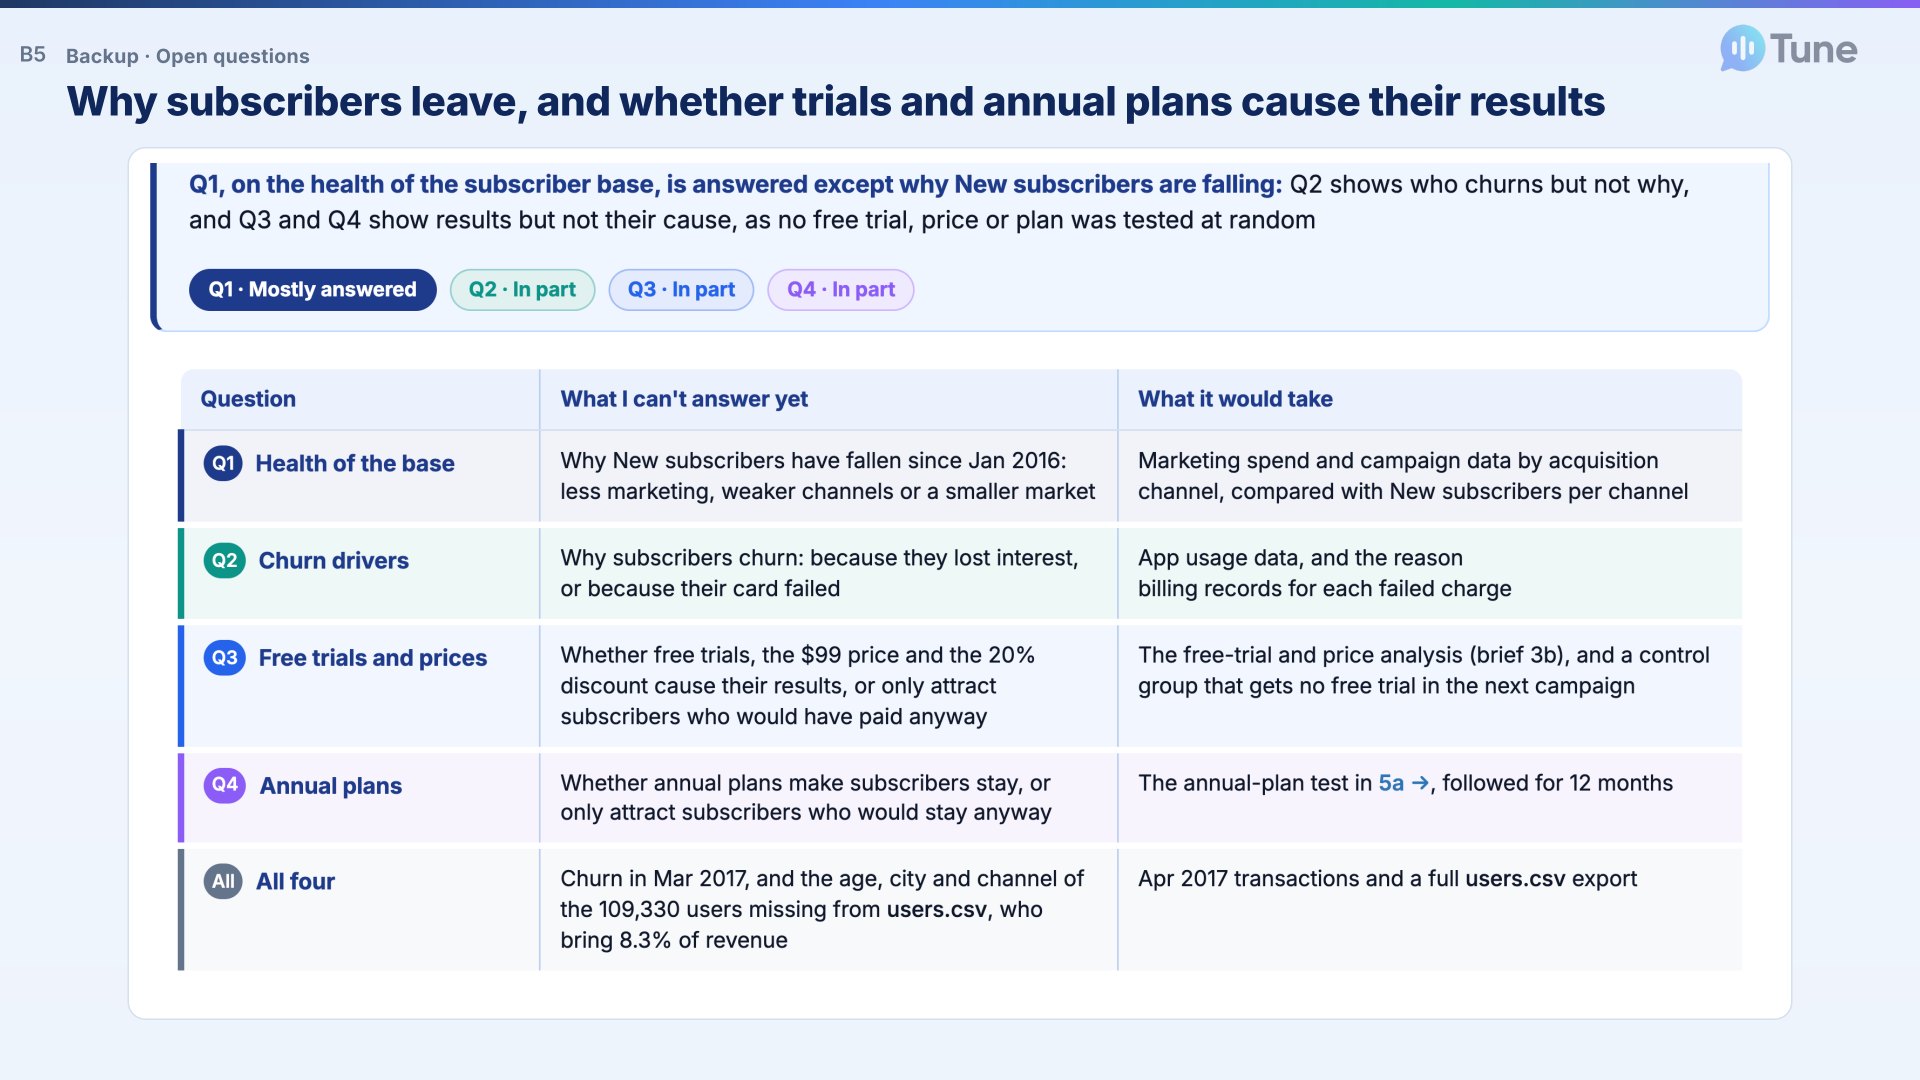 B5 Backup · Open questions
Tune
Why subscribers leave, and whether trials and annual plans cause their results
Q1, on the health of the subscriber base, is answered except why New subscribers are falling: Q2 shows who churns but not why,
and Q3 and Q4 show results but not their cause, as no free trial, price or plan was tested at random
Q1 · Mostly answered
Q2 · In part
Q3 · In part
Q4 · In part
Question
What I can't answer yet
What it would take
Q1 Health of the base
Why New subscribers have fallen since Jan 2016:
less marketing, weaker channels or a smaller market
Marketing spend and campaign data by acquisition
channel, compared with New subscribers per channel
Q2 Churn drivers
Why subscribers churn: because they lost interest,
or because their card failed
App usage data, and the reason
billing records for each failed charge
Q3 Free trials and prices
Whether free trials, the $99 price and the 20%
discount cause their results, or only attract
subscribers who would have paid anyway
The free-trial and price analysis (brief 3b), and a control
group that gets no free trial in the next campaign
Q4 Annual plans
Whether annual plans make subscribers stay, or
only attract subscribers who would stay anyway
The annual-plan test in 5a →, followed for 12 months
All All four
Churn in Mar 2017, and the age, city and channel of
the 109,330 users missing from users.csv, who
bring 8.3% of revenue
Apr 2017 transactions and a full users.csv export